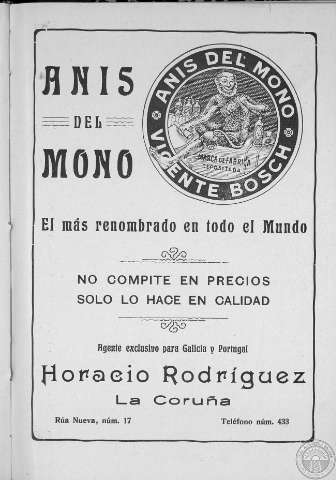 ANIS
DEL
MONO
ANIS DEL MONO
VICENTE BOSCH
MARCA DE FABRICA
DEPOSITADA
El más renombrado en todo el Mundo
NO COMPITE EN PRECIOS
SOLO LO HACE EN CALIDAD
Agente exclusivo para Galicia y Portugal
Horacio Rodríguez
La Coruña
Rúa Nueva, núm. 17
Teléfono núm. 433